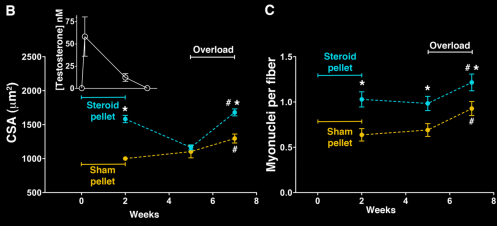 B
[Testosterone] nM
75
50
25
0
Overload
CSA (µm²)
2500
2000
1500
1000
500
Steroid
pellet
*
# *
#
Sham
pellet
0 2 4 6 8
Weeks
C
Overload
Myonuclei per fiber
1.5
1.0
0.5
0.0
Steroid
pellet
*
*
# *
#
Sham
pellet
0 2 4 6 8
Weeks